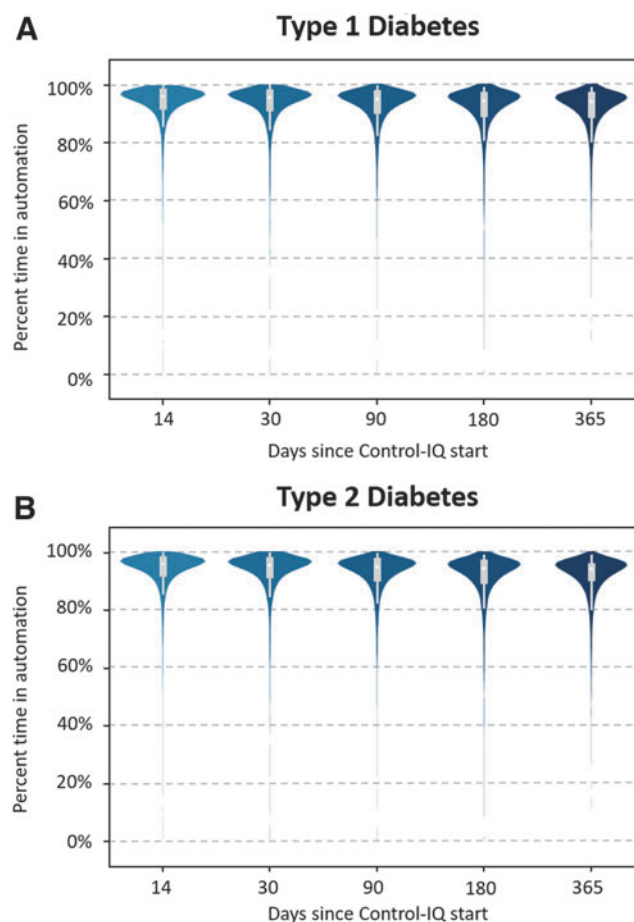 A
Type 1 Diabetes
Percent time in automation
100%
80%
60%
40%
20%
0%
14 30 90 180 365
Days since Control-IQ start
B
Type 2 Diabetes
Percent time in automation
100%
80%
60%
40%
20%
0%
14 30 90 180 365
Days since Control-IQ start